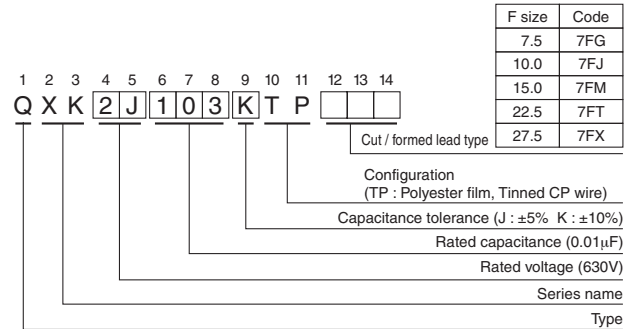 F size Code
7.5 7FG
10.0 7FJ
15.0 7FM
22.5 7FT
27.5 7FX
1 2 3 4 5 6 7 8 9 10 11 12 13 14
Q X K 2 J 1 0 3 K T P
Cut / formed lead type
Configuration
(TP : Polyester film, Tinned CP wire)
Capacitance tolerance (J : ±5% K : ±10%)
Rated capacitance (0.01μF)
Rated voltage (630V)
Series name
Type